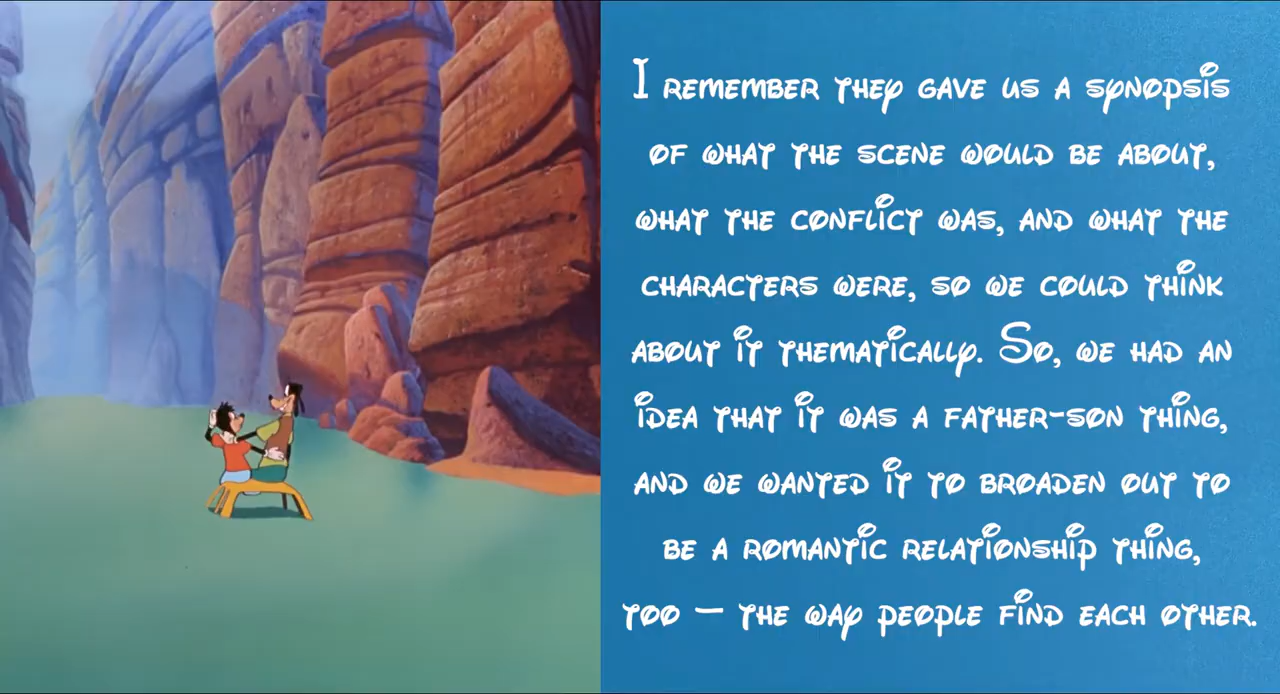 I remember they gave us a synopsis
of what the scene would be about,
what the conflict was, and what the
characters were, so we could think
about it thematically. So, we had an
idea that it was a father-son thing,
and we wanted it to broaden out to
be a romantic relationship thing,
too – the way people find each other.